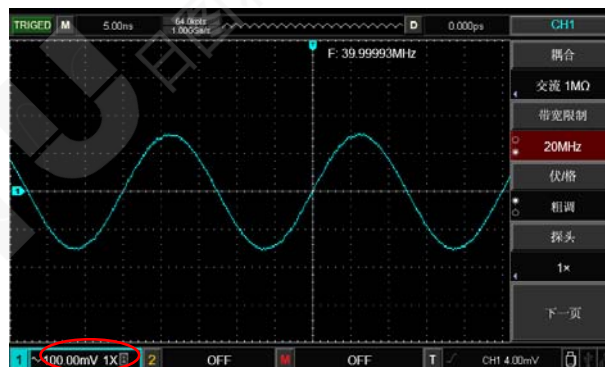 TRIGED M 5.00ns 64.0kpts 1.00GSa/s D 0.000ps CH1
F: 39.99993MHz
耦合
交流 1MΩ
带宽限制
20MHz
伏/格
粗调
探头
1×
下一页
1
1 ~ 100.00mV 1X B 2 OFF M OFF T CH1 4.00mV